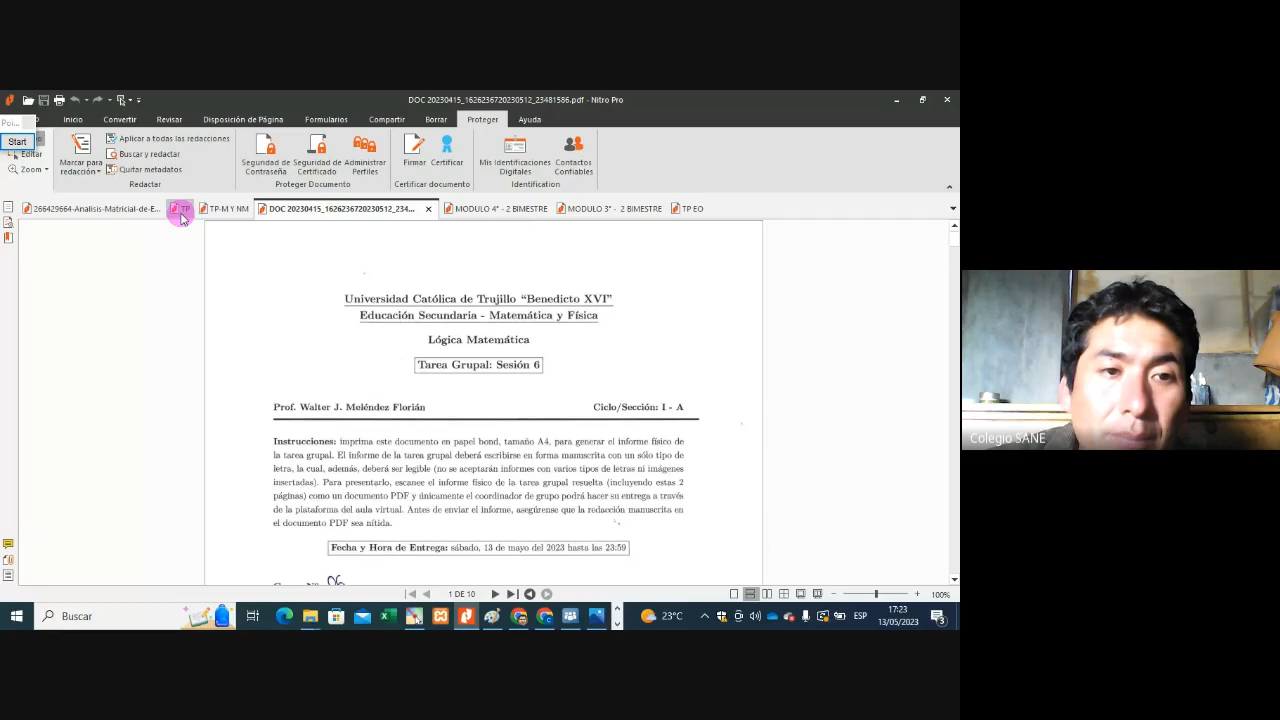 DOC 20230415_1626236720230512_23481586.pdf - Nitro Pro
Inicio Convertir Revisar Disposición de Página Formularios Compartir Borrar Proteger Ayuda
Start
Editar
Zoom
Marcar para redacción
Aplicar a todas las redacciones
Buscar y redactar
Quitar metadatos
Redactar
Seguridad de Contraseña
Seguridad de Certificado
Administrar Perfiles
Proteger Documento
Firmar
Certificar
Certificar documento
Mis Identificaciones Digitales
Contactos Confiables
Identification
266429664-Analisis-Matricial-de-E...
TP
TP-M Y NM
DOC 20230415_1626236720230512_234...
MODULO 4° - 2 BIMESTRE
MODULO 3° - 2 BIMESTRE
TP EO
Universidad Católica de Trujillo “Benedicto XVI”
Educación Secundaria - Matemática y Física
Lógica Matemática
Tarea Grupal: Sesión 6
Prof. Walter J. Meléndez Florián Ciclo/Sección: I - A
Instrucciones: imprima este documento en papel bond, tamaño A4, para generar el informe físico de
la tarea grupal. El informe de la tarea grupal deberá escribirse en forma manuscrita con un sólo tipo de
letra, la cual, además, deberá ser legible (no se aceptarán informes con varios tipos de letras ni imágenes
insertadas). Para presentarlo, escanee el informe físico de la tarea grupal resuelta (incluyendo estas 2
páginas) como un documento PDF y únicamente el coordinador de grupo podrá hacer su entrega a través
de la plataforma del aula virtual. Antes de enviar el informe, asegúrense que la redacción manuscrita en
el documento PDF sea nítida.
Fecha y Hora de Entrega: sábado, 13 de mayo del 2023 hasta las 23:59
1 DE 10
100%
Buscar
23°C
ESP
17:23
13/05/2023
3
Colegio SANE